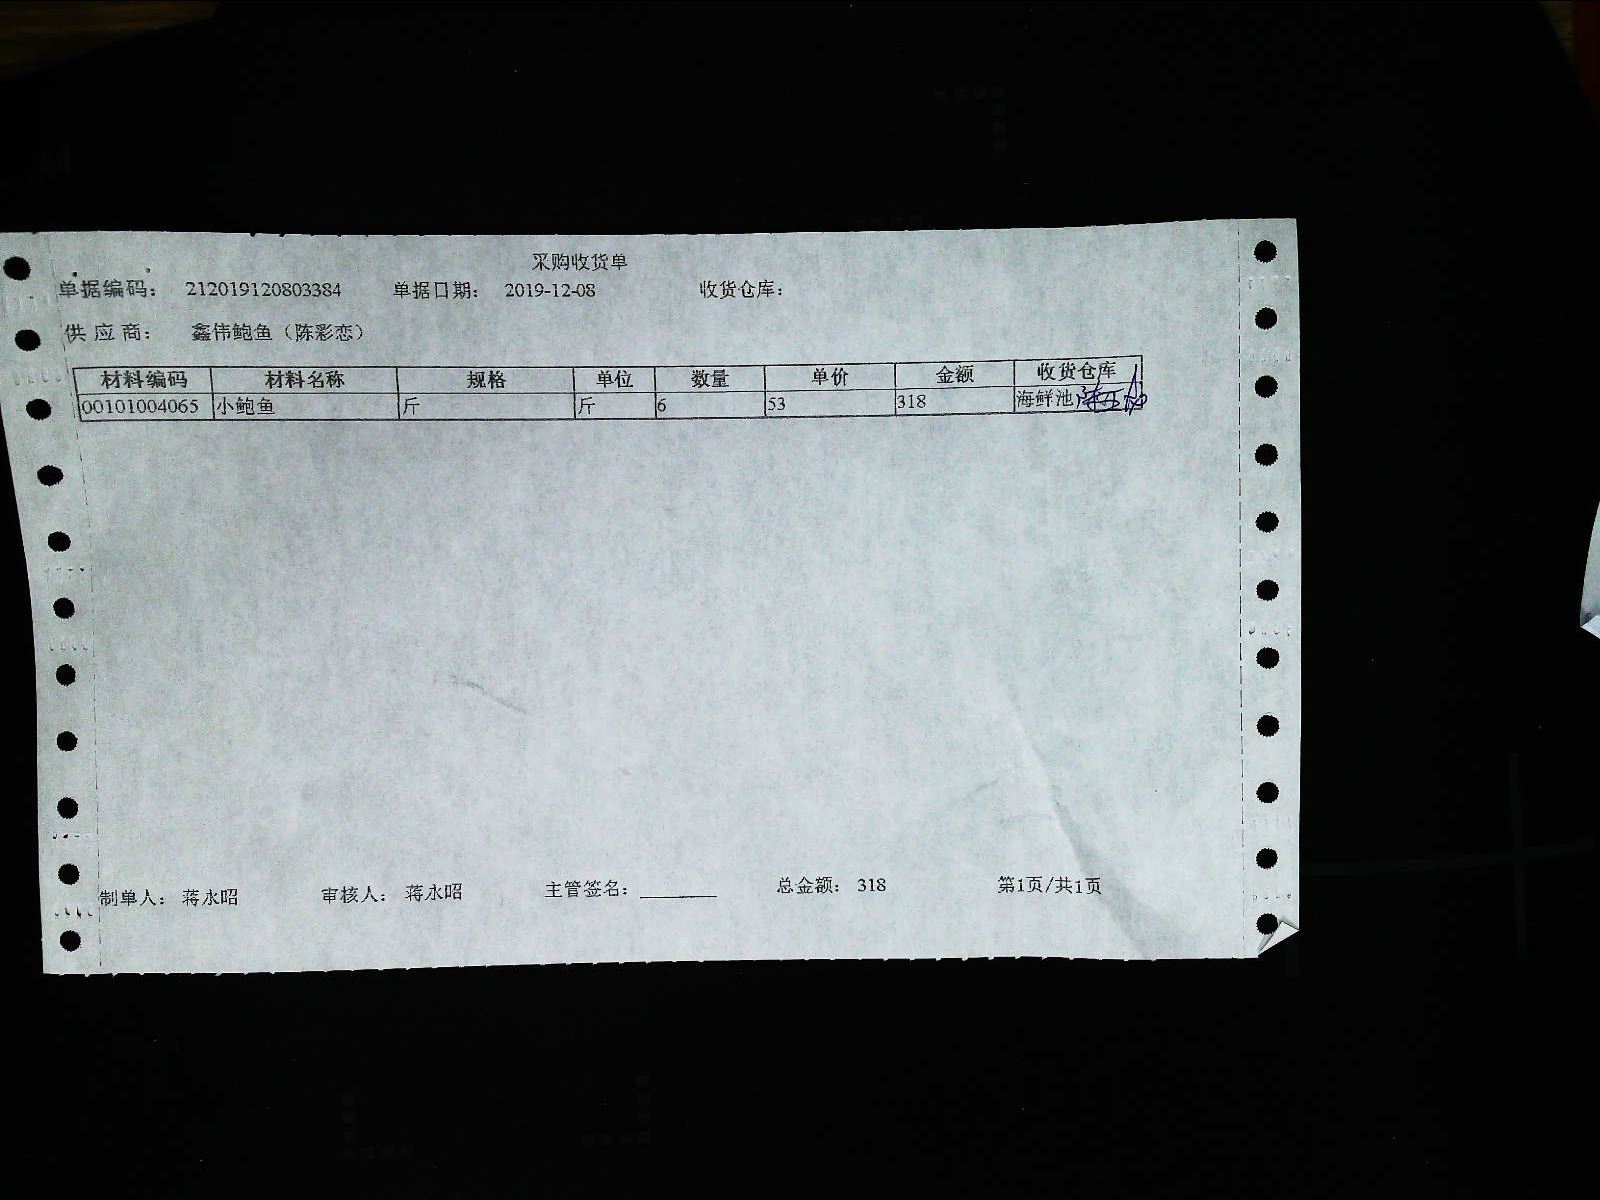 采购收货单
单据编码： 212019120803384 单据日期： 2019-12-08 收货仓库：
供应商： 鑫伟鲍鱼（陈彩恋）
材料编码 材料名称 规格 单位 数量 单价 金额 收货仓库
00101004065 小鲍鱼 斤 斤 6 53 318 海鲜池
制单人： 蒋永昭 审核人： 蒋永昭 主管签名： 总金额： 318 第1页/共1页